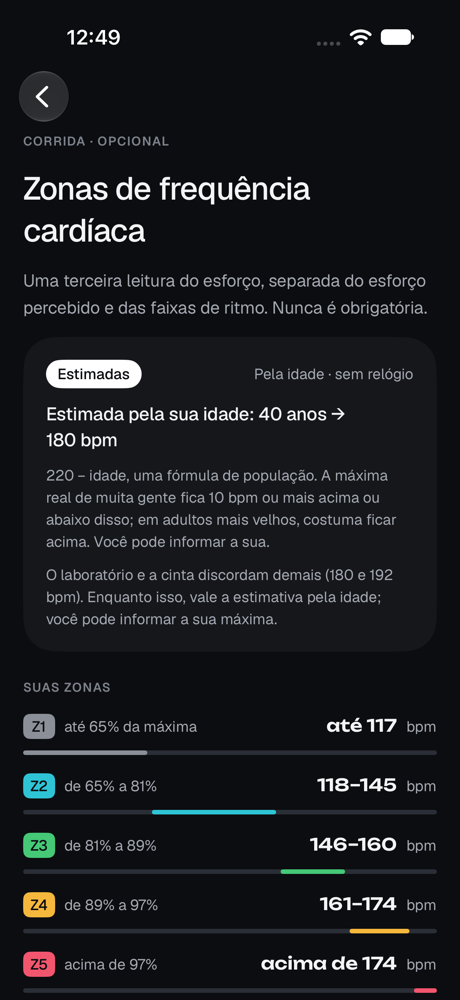 12:49
CORRIDA · OPCIONAL
Zonas de frequência
cardíaca
Uma terceira leitura do esforço, separada do esforço
percebido e das faixas de ritmo. Nunca é obrigatória.
Estimadas
Pela idade · sem relógio
Estimada pela sua idade: 40 anos →
180 bpm
220 – idade, uma fórmula de população. A máxima
real de muita gente fica 10 bpm ou mais acima ou
abaixo disso; em adultos mais velhos, costuma ficar
acima. Você pode informar a sua.
O laboratório e a cinta discordam demais (180 e 192
bpm). Enquanto isso, vale a estimativa pela idade;
você pode informar a sua máxima.
SUAS ZONAS
Z1 até 65% da máxima até 117 bpm
Z2 de 65% a 81% 118–145 bpm
Z3 de 81% a 89% 146–160 bpm
Z4 de 89% a 97% 161–174 bpm
Z5 acima de 97% acima de 174 bpm